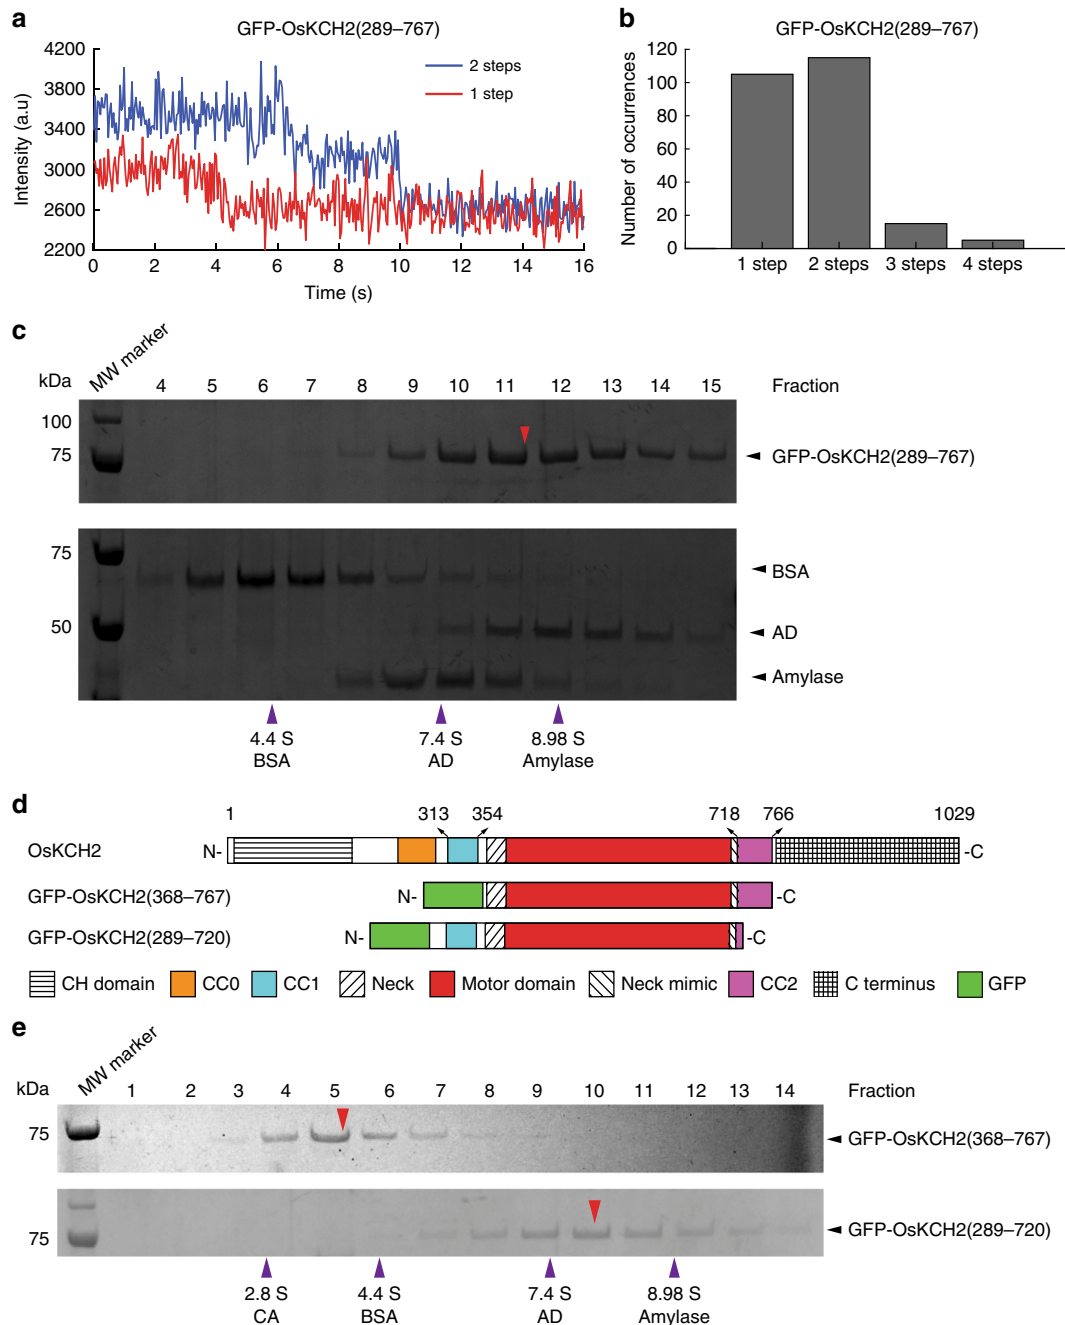 a
GFP-OsKCH2(289–767)
4200
3800
3400
3000
2600
2200
Intensity (a.u)
2 steps
1 step
0 2 4 6 8 10 12 14 16
Time (s)
b
GFP-OsKCH2(289–767)
120
100
80
60
40
20
0
Number of occurrences
1 step 2 steps 3 steps 4 steps
c
kDa MW marker 4 5 6 7 8 9 10 11 12 13 14 15 Fraction
100
75
GFP-OsKCH2(289–767)
75
BSA
50
AD
Amylase
4.4 S 7.4 S 8.98 S
BSA AD Amylase
d
1 313 354 718 766 1029
OsKCH2 N- -C
GFP-OsKCH2(368–767) N- -C
GFP-OsKCH2(289–720) N- -C
CH domain CC0 CC1 Neck Motor domain Neck mimic CC2 C terminus GFP
e
kDa MW marker 1 2 3 4 5 6 7 8 9 10 11 12 13 14 Fraction
75 GFP-OsKCH2(368–767)
75 GFP-OsKCH2(289–720)
2.8 S 4.4 S 7.4 S 8.98 S
CA BSA AD Amylase